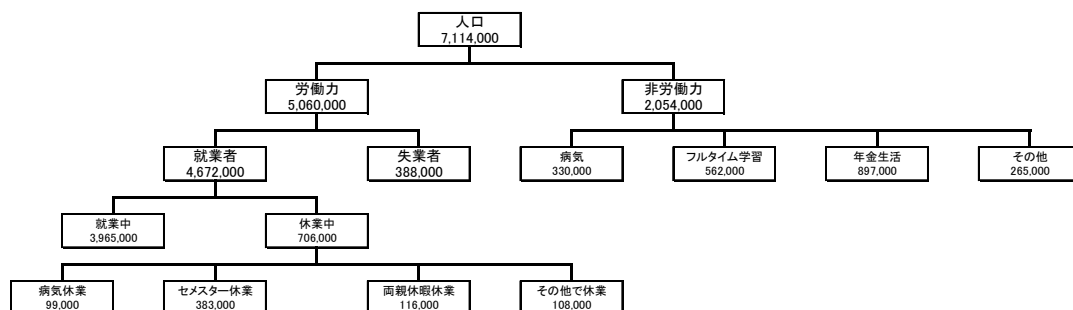 人口
7,114,000
労働力
5,060,000
非労働力
2,054,000
就業者
4,672,000
失業者
388,000
病気
330,000
フルタイム学習
562,000
年金生活
897,000
その他
265,000
就業中
3,965,000
休業中
706,000
病気休業
99,000
セメスター休業
383,000
両親休暇休業
116,000
その他で休業
108,000